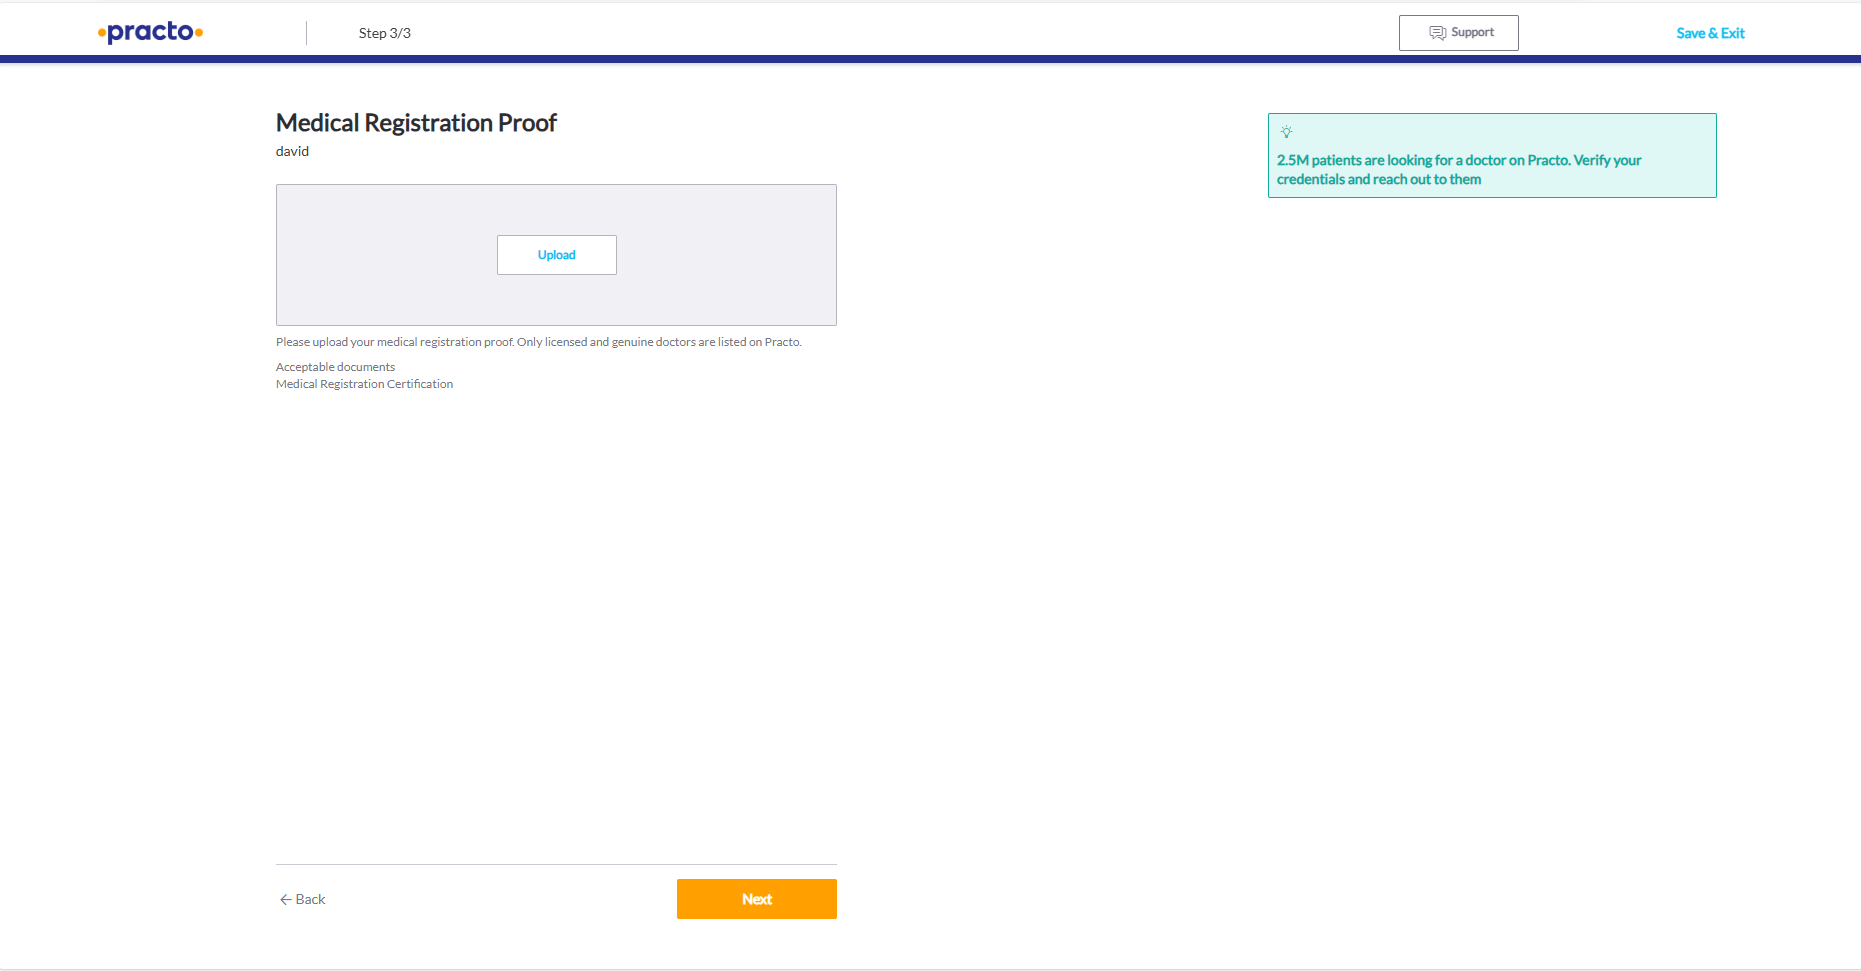 practo
Step 3/3
Support
Save & Exit
Medical Registration Proof
david
2.5M patients are looking for a doctor on Practo. Verify your
credentials and reach out to them
Upload
Please upload your medical registration proof. Only licensed and genuine doctors are listed on Practo.
Acceptable documents
Medical Registration Certification
Back
Next